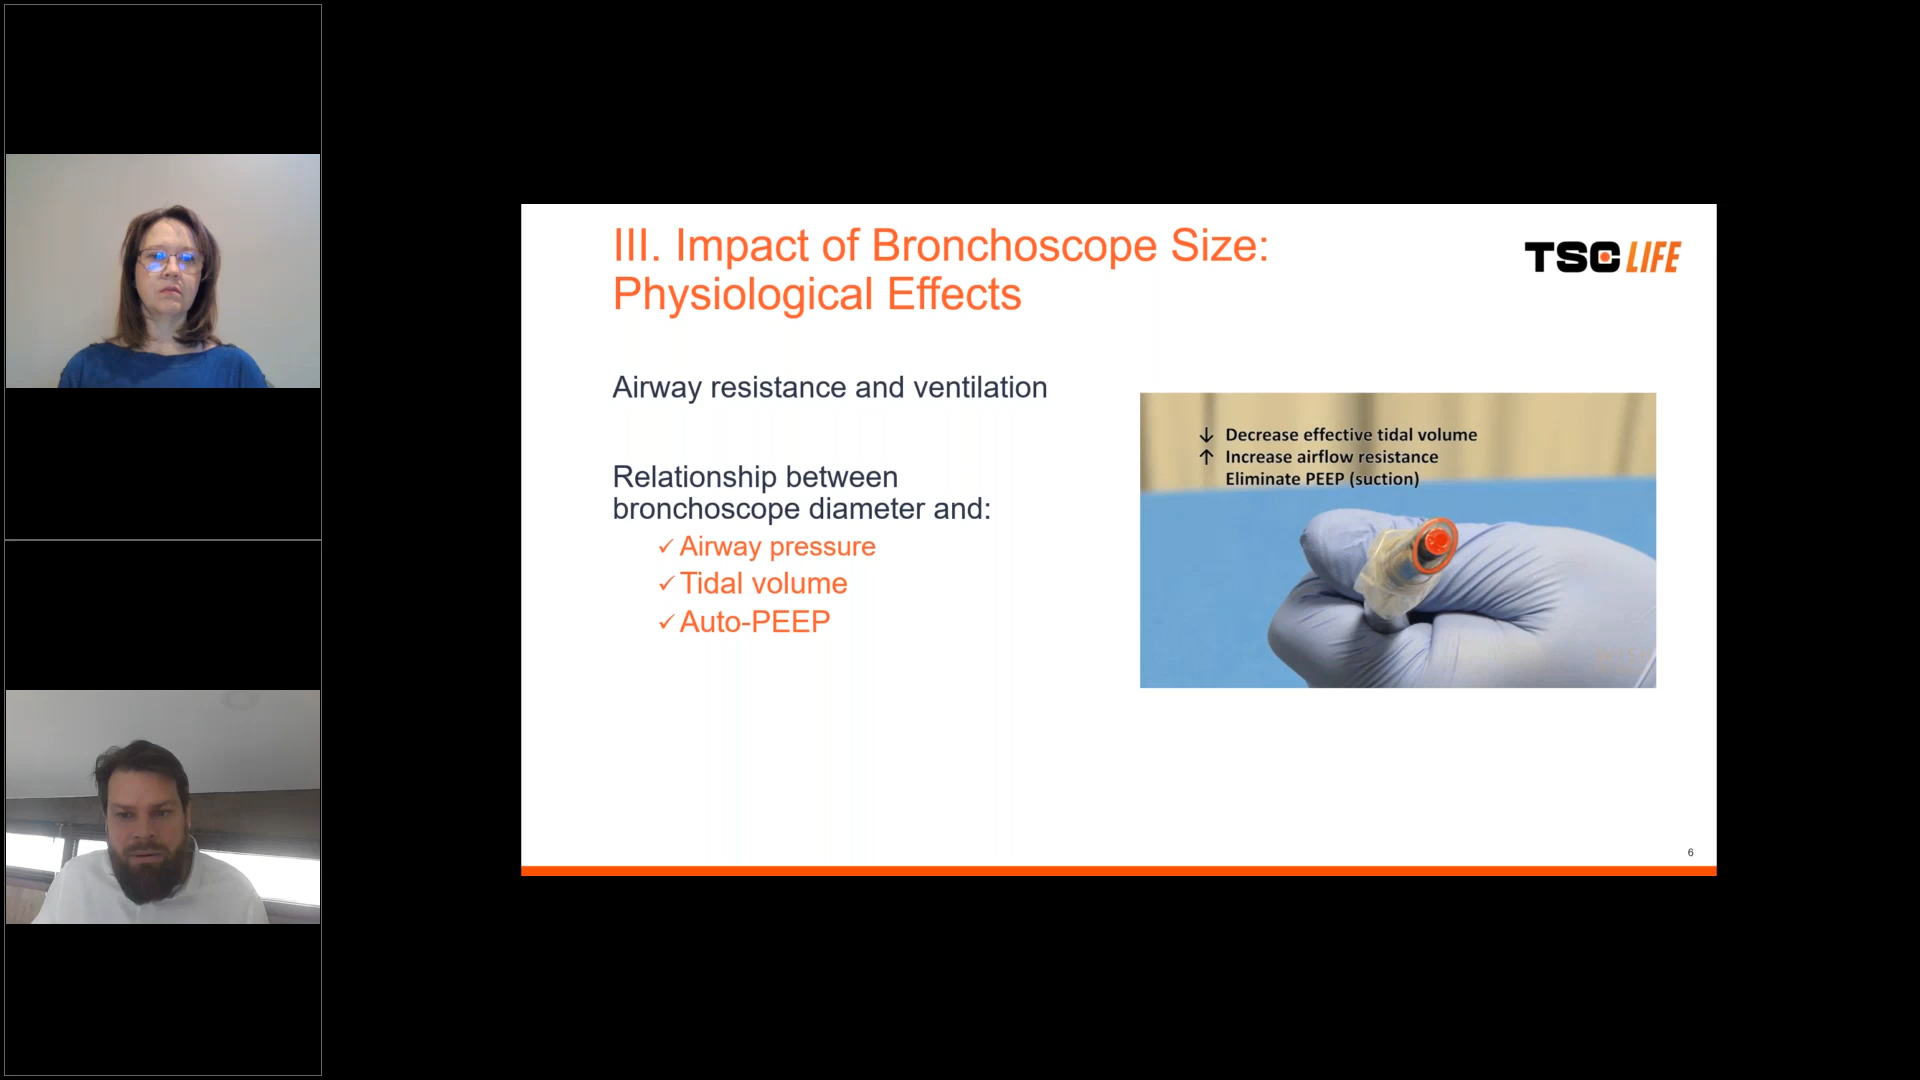 III. Impact of Bronchoscope Size:
Physiological Effects
TSC LIFE
Airway resistance and ventilation
Relationship between
bronchoscope diameter and:
✓ Airway pressure
✓ Tidal volume
✓ Auto-PEEP
↓ Decrease effective tidal volume
↑ Increase airflow resistance
Eliminate PEEP (suction)
6